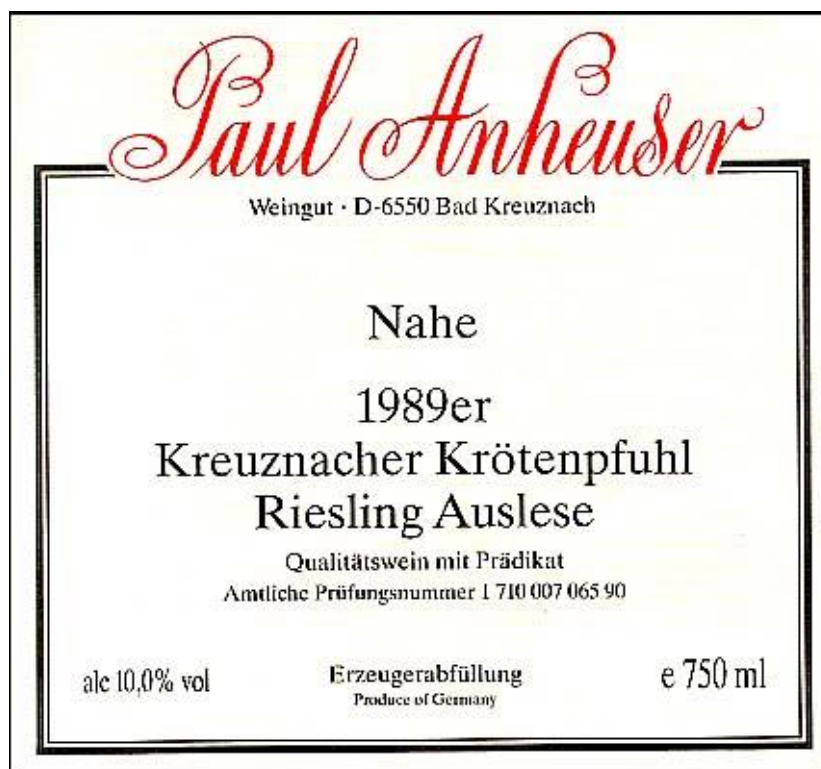 Paul Anheuser
Weingut · D-6550 Bad Kreuznach
Nahe
1989er
Kreuznacher Krötenpfuhl
Riesling Auslese
Qualitätswein mit Prädikat
Amtliche Prüfungsnummer 1 710 007 065 90
alc 10,0% vol
Erzeugerabfüllung
Produce of Germany
e 750 ml